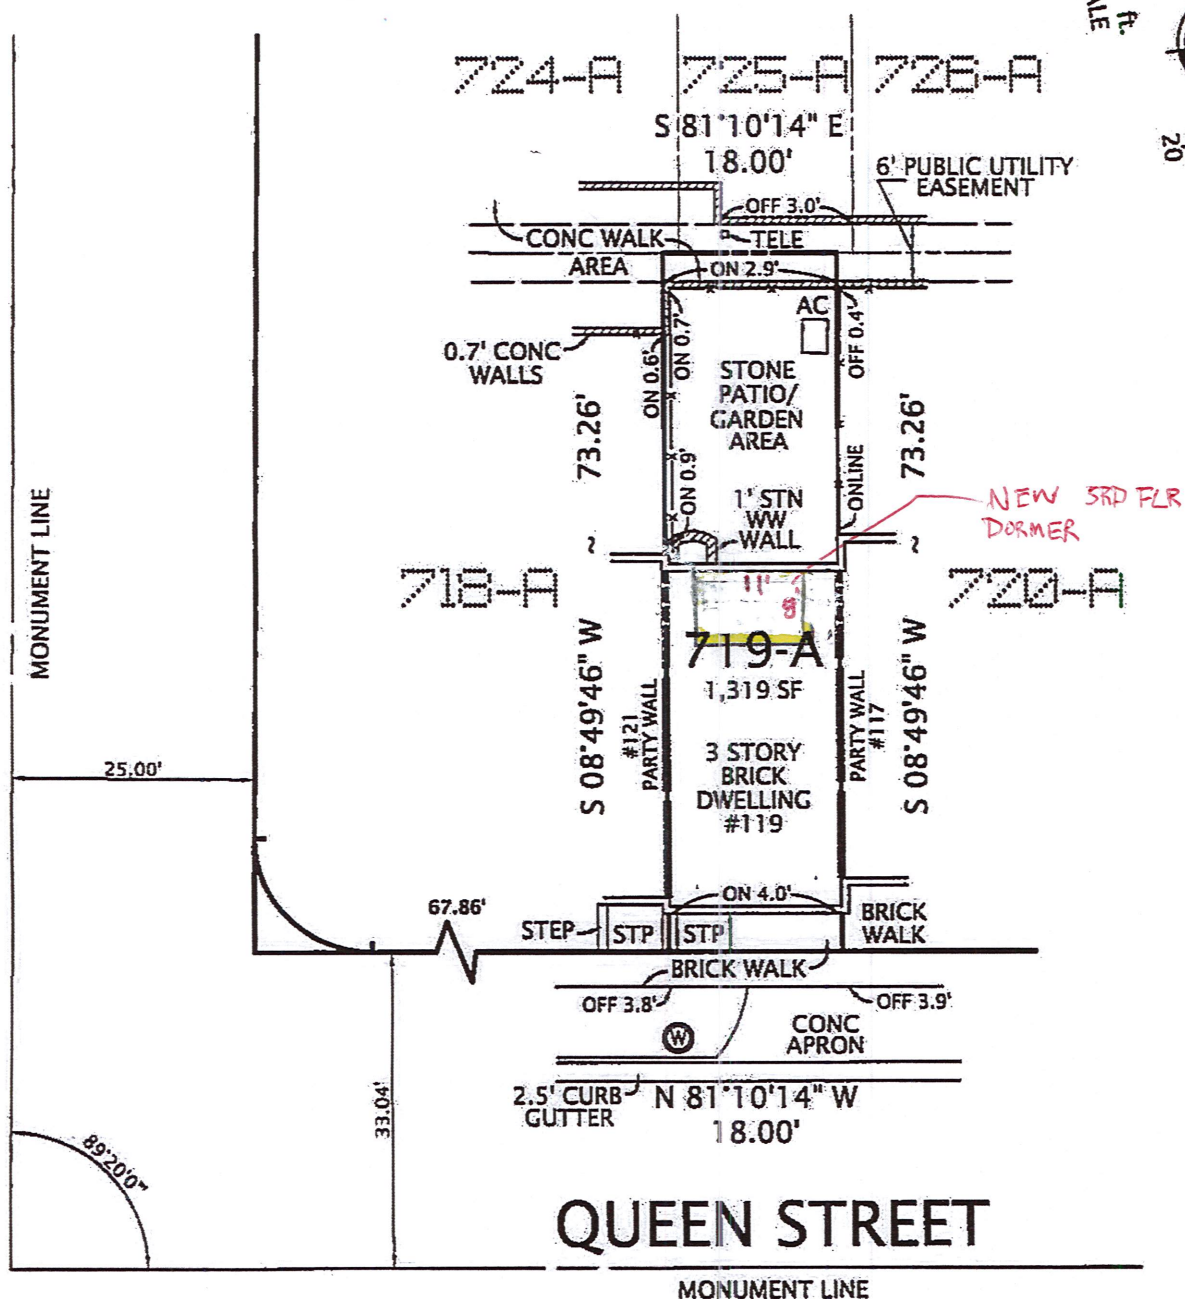 ft.
ALE
20'
724-A
725-A
726-A
S 81°10'14" E
18.00'
6' PUBLIC UTILITY
EASEMENT
OFF 3.0'
CONC WALK
AREA
TELE
ON 2.9'
AC
0.7' CONC
WALLS
ON 0.6'
ON 0.7'
OFF 0.4'
STONE
PATIO/
GARDEN
AREA
73.26'
73.26'
ON 0.9'
1' STN
WW
WALL
ONLINE
NEW 3RD FLR
DORMER
MONUMENT LINE
718-A
11'
8'
720-A
719-A
1,319 SF
S 08°49'46" W
#121
PARTY WALL
PARTY WALL
#117
S 08°49'46" W
3 STORY
BRICK
DWELLING
#119
25.00'
67.86'
ON 4.0'
STEP
STP
STP
BRICK
WALK
BRICK WALK
OFF 3.8'
OFF 3.9'
W
CONC
APRON
2.5' CURB
GUTTER
N 81°10'14" W
18.00'
33.04'
89°20'0"
QUEEN STREET
MONUMENT LINE